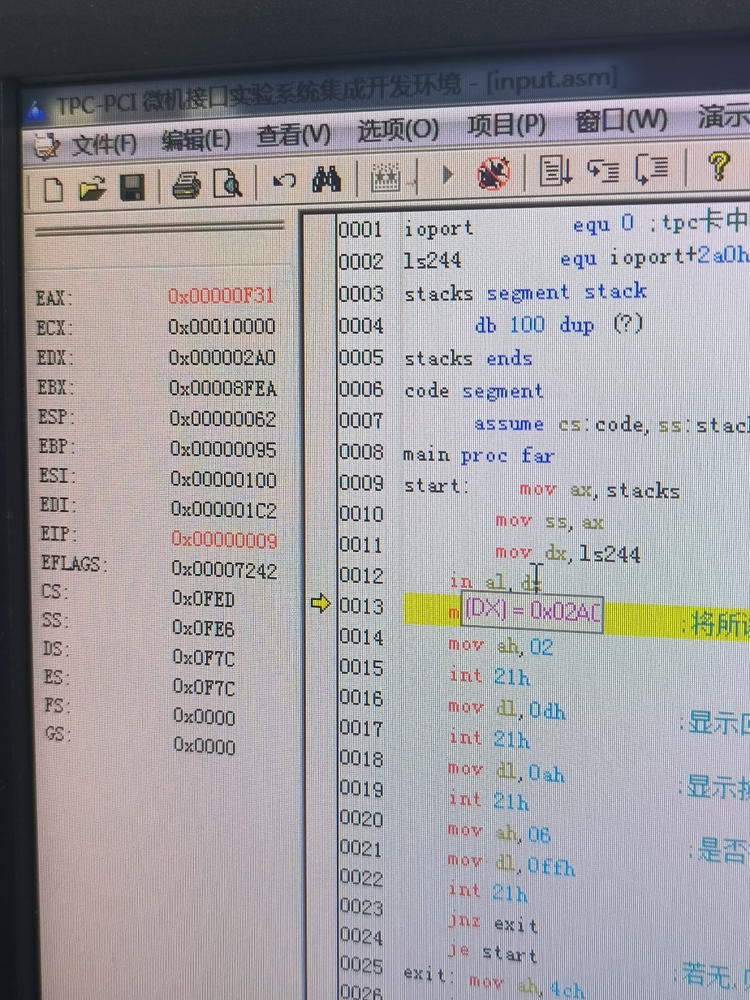 TPC-PCI 微机接口实验系统集成开发环境 - [input.asm]
文件(F) 编辑(E) 查看(V) 选项(O) 项目(P) 窗口(W) 演示
EAX: 0x00000F31
ECX: 0x00010000
EDX: 0x000002A0
EBX: 0x00008FEA
ESP: 0x00000062
EBP: 0x00000095
ESI: 0x00000100
EDI: 0x000001C2
EIP: 0x00000009
EFLAGS: 0x00007242
CS: 0x0FED
SS: 0x0FE6
DS: 0x0F7C
ES: 0x0F7C
FS: 0x0000
GS: 0x0000
0001 ioport equ 0 ;tpc卡中
0002 ls244 equ ioport+2a0h
0003 stacks segment stack
0004 db 100 dup (?)
0005 stacks ends
0006 code segment
0007 assume cs:code,ss:stac
0008 main proc far
0009 start: mov ax,stacks
0010 mov ss,ax
0011 mov dx,ls244
0012 in al,dx
0013 m [DX] = 0x02A0 ;将所
0014 mov ah,02
0015 int 21h
0016 mov dl,0dh ;显示回
0017 int 21h
0018 mov dl,0ah ;显示换
0019 int 21h
0020 mov ah,06 ;是否
0021 mov dl,0ffh
0022 int 21h
0023 jnz exit
0024 je start ;若无,
0025 exit: mov ah,4ch
0026